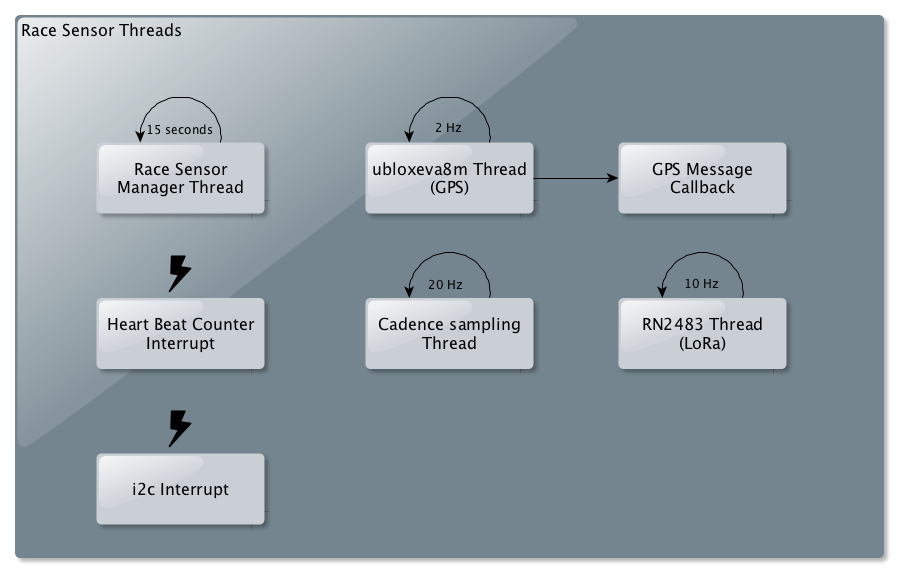 Race Sensor Threads
15 seconds
Race Sensor
Manager Thread
2 Hz
ubloxeva8m Thread
(GPS)
GPS Message
Callback
Heart Beat Counter
Interrupt
20 Hz
Cadence sampling
Thread
10 Hz
RN2483 Thread
(LoRa)
i2c Interrupt